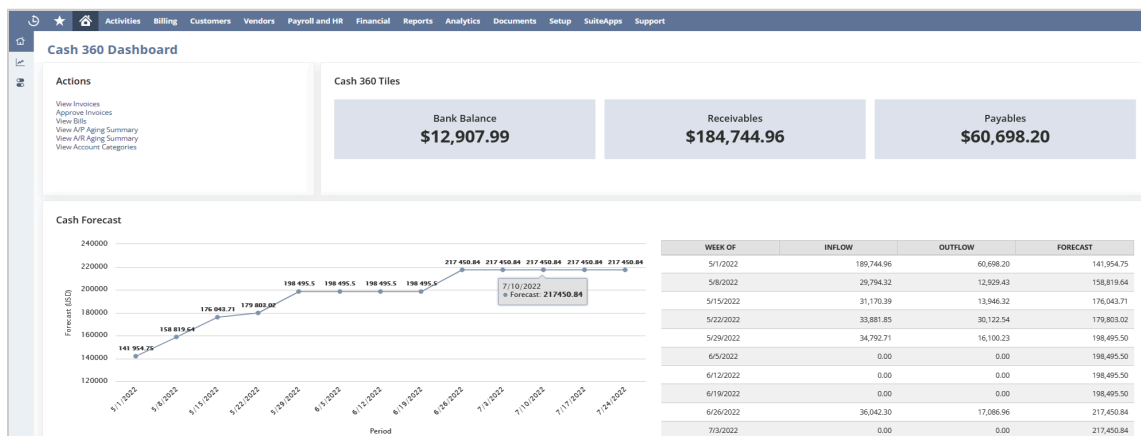 Activities Billing Customers Vendors Payroll and HR Financial Reports Analytics Documents Setup SuiteApps Support
Cash 360 Dashboard
Actions
View Invoices
Approve Invoices
View Bills
View A/P Aging Summary
View A/R Aging Summary
View Account Categories
Cash 360 Tiles
Bank Balance
$12,907.99
Receivables
$184,744.96
Payables
$60,698.20
Cash Forecast
240000
220000
200000
180000
160000
140000
120000
Forecast (USD)
141 954.75
158 819.64
176 043.71
179 803.02
198 495.5
198 495.5
198 495.5
198 495.5
217 450.84
217 450.84
217 450.84
217 450.84
217 450.84
7/10/2022
Forecast: 217450.84
5/1/2022
5/8/2022
5/15/2022
5/22/2022
5/29/2022
6/5/2022
6/12/2022
6/19/2022
6/26/2022
7/3/2022
7/10/2022
7/17/2022
7/24/2022
Period
WEEK OF INFLOW OUTFLOW FORECAST
5/1/2022 189,744.96 60,698.20 141,954.75
5/8/2022 29,794.32 12,929.43 158,819.64
5/15/2022 31,170.39 13,946.32 176,043.71
5/22/2022 33,881.85 30,122.54 179,803.02
5/29/2022 34,792.71 16,100.23 198,495.50
6/5/2022 0.00 0.00 198,495.50
6/12/2022 0.00 0.00 198,495.50
6/19/2022 0.00 0.00 198,495.50
6/26/2022 36,042.30 17,086.96 217,450.84
7/3/2022 0.00 0.00 217,450.84